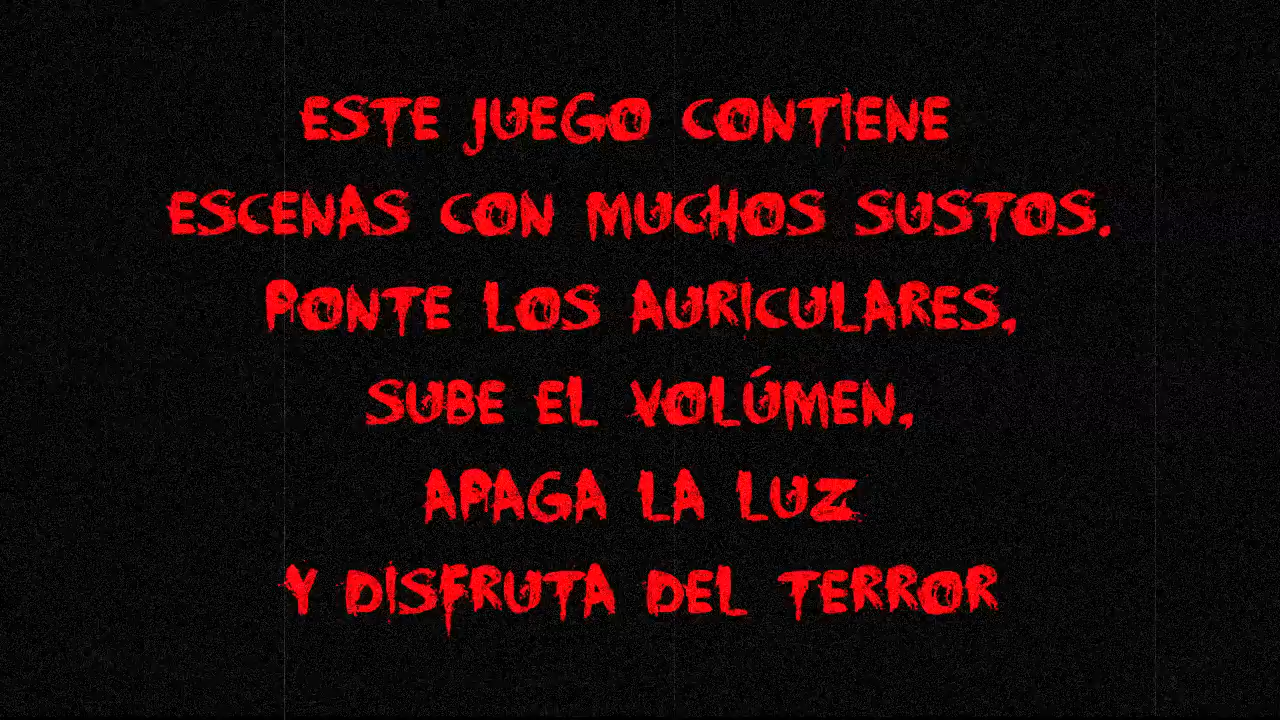 ESTE JUEGO CONTIENE
ESCENAS CON MUCHOS SUSTOS.
PONTE LOS AURICULARES,
SUBE EL VOLÚMEN,
APAGA LA LUZ
Y DISFRUTA DEL TERROR